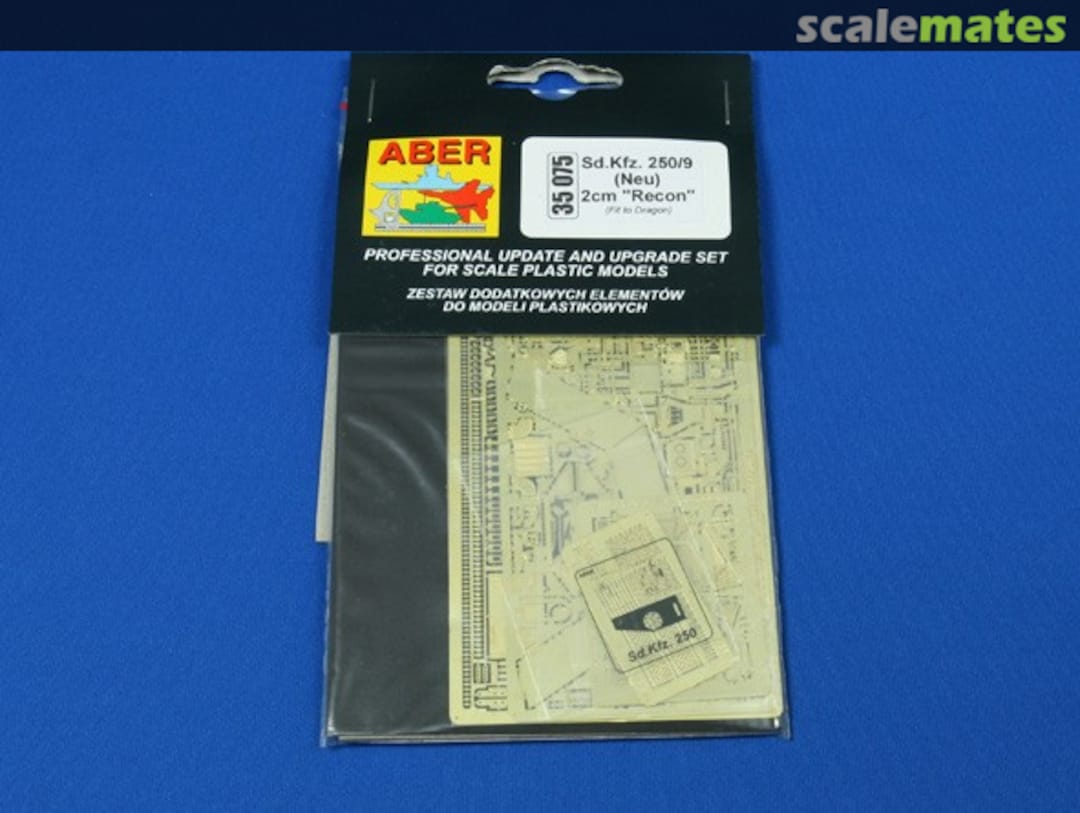 scalemates
ABER
35 075
Sd.Kfz. 250/9
(Neu)
2cm "Recon"
(Fit to Dragon)
PROFESSIONAL UPDATE AND UPGRADE SET
FOR SCALE PLASTIC MODELS
ZESTAW DODATKOWYCH ELEMENTÓW
DO MODELI PLASTIKOWYCH
Sd.Kfz. 250